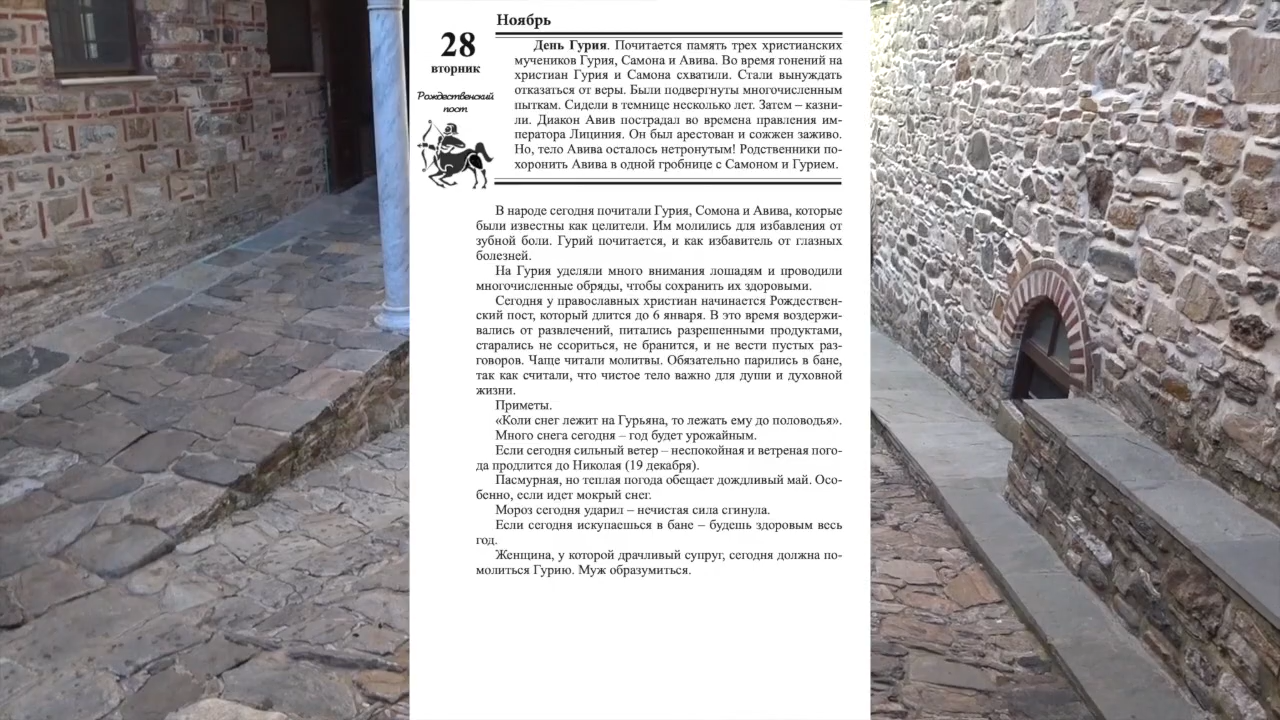 Ноябрь
28
вторник
Рождественский
пост
День Гурия. Почитается память трех христианских
мучеников Гурия, Самона и Авива. Во время гонений на
христиан Гурия и Самона схватили. Стали вынуждать
отказаться от веры. Были подвергнуты многочисленным
пыткам. Сидели в темнице несколько лет. Затем – казни-
ли. Диакон Авив пострадал во времена правления им-
ператора Лициния. Он был арестован и сожжен заживо.
Но, тело Авива осталось нетронутым! Родственники по-
хоронить Авива в одной гробнице с Самоном и Гурием.
В народе сегодня почитали Гурия, Сомона и Авива, которые
были известны как целители. Им молились для избавления от
зубной боли. Гурий почитается, и как избавитель от глазных
болезней.
На Гурия уделяли много внимания лошадям и проводили
многочисленные обряды, чтобы сохранить их здоровыми.
Сегодня у православных христиан начинается Рождествен-
ский пост, который длится до 6 января. В это время воздержи-
вались от развлечений, питались разрешенными продуктами,
старались не ссориться, не бранится, и не вести пустых раз-
говоров. Чаще читали молитвы. Обязательно парились в бане,
так как считали, что чистое тело важно для души и духовной
жизни.
Приметы.
«Коли снег лежит на Гурьяна, то лежать ему до половодья».
Много снега сегодня – год будет урожайным.
Если сегодня сильный ветер – неспокойная и ветреная пого-
да продлится до Николая (19 декабря).
Пасмурная, но теплая погода обещает дождливый май. Осо-
бенно, если идет мокрый снег.
Мороз сегодня ударил – нечистая сила сгинула.
Если сегодня искупаешься в бане – будешь здоровым весь
год.
Женщина, у которой драчливый супруг, сегодня должна по-
молиться Гурию. Муж образумиться.